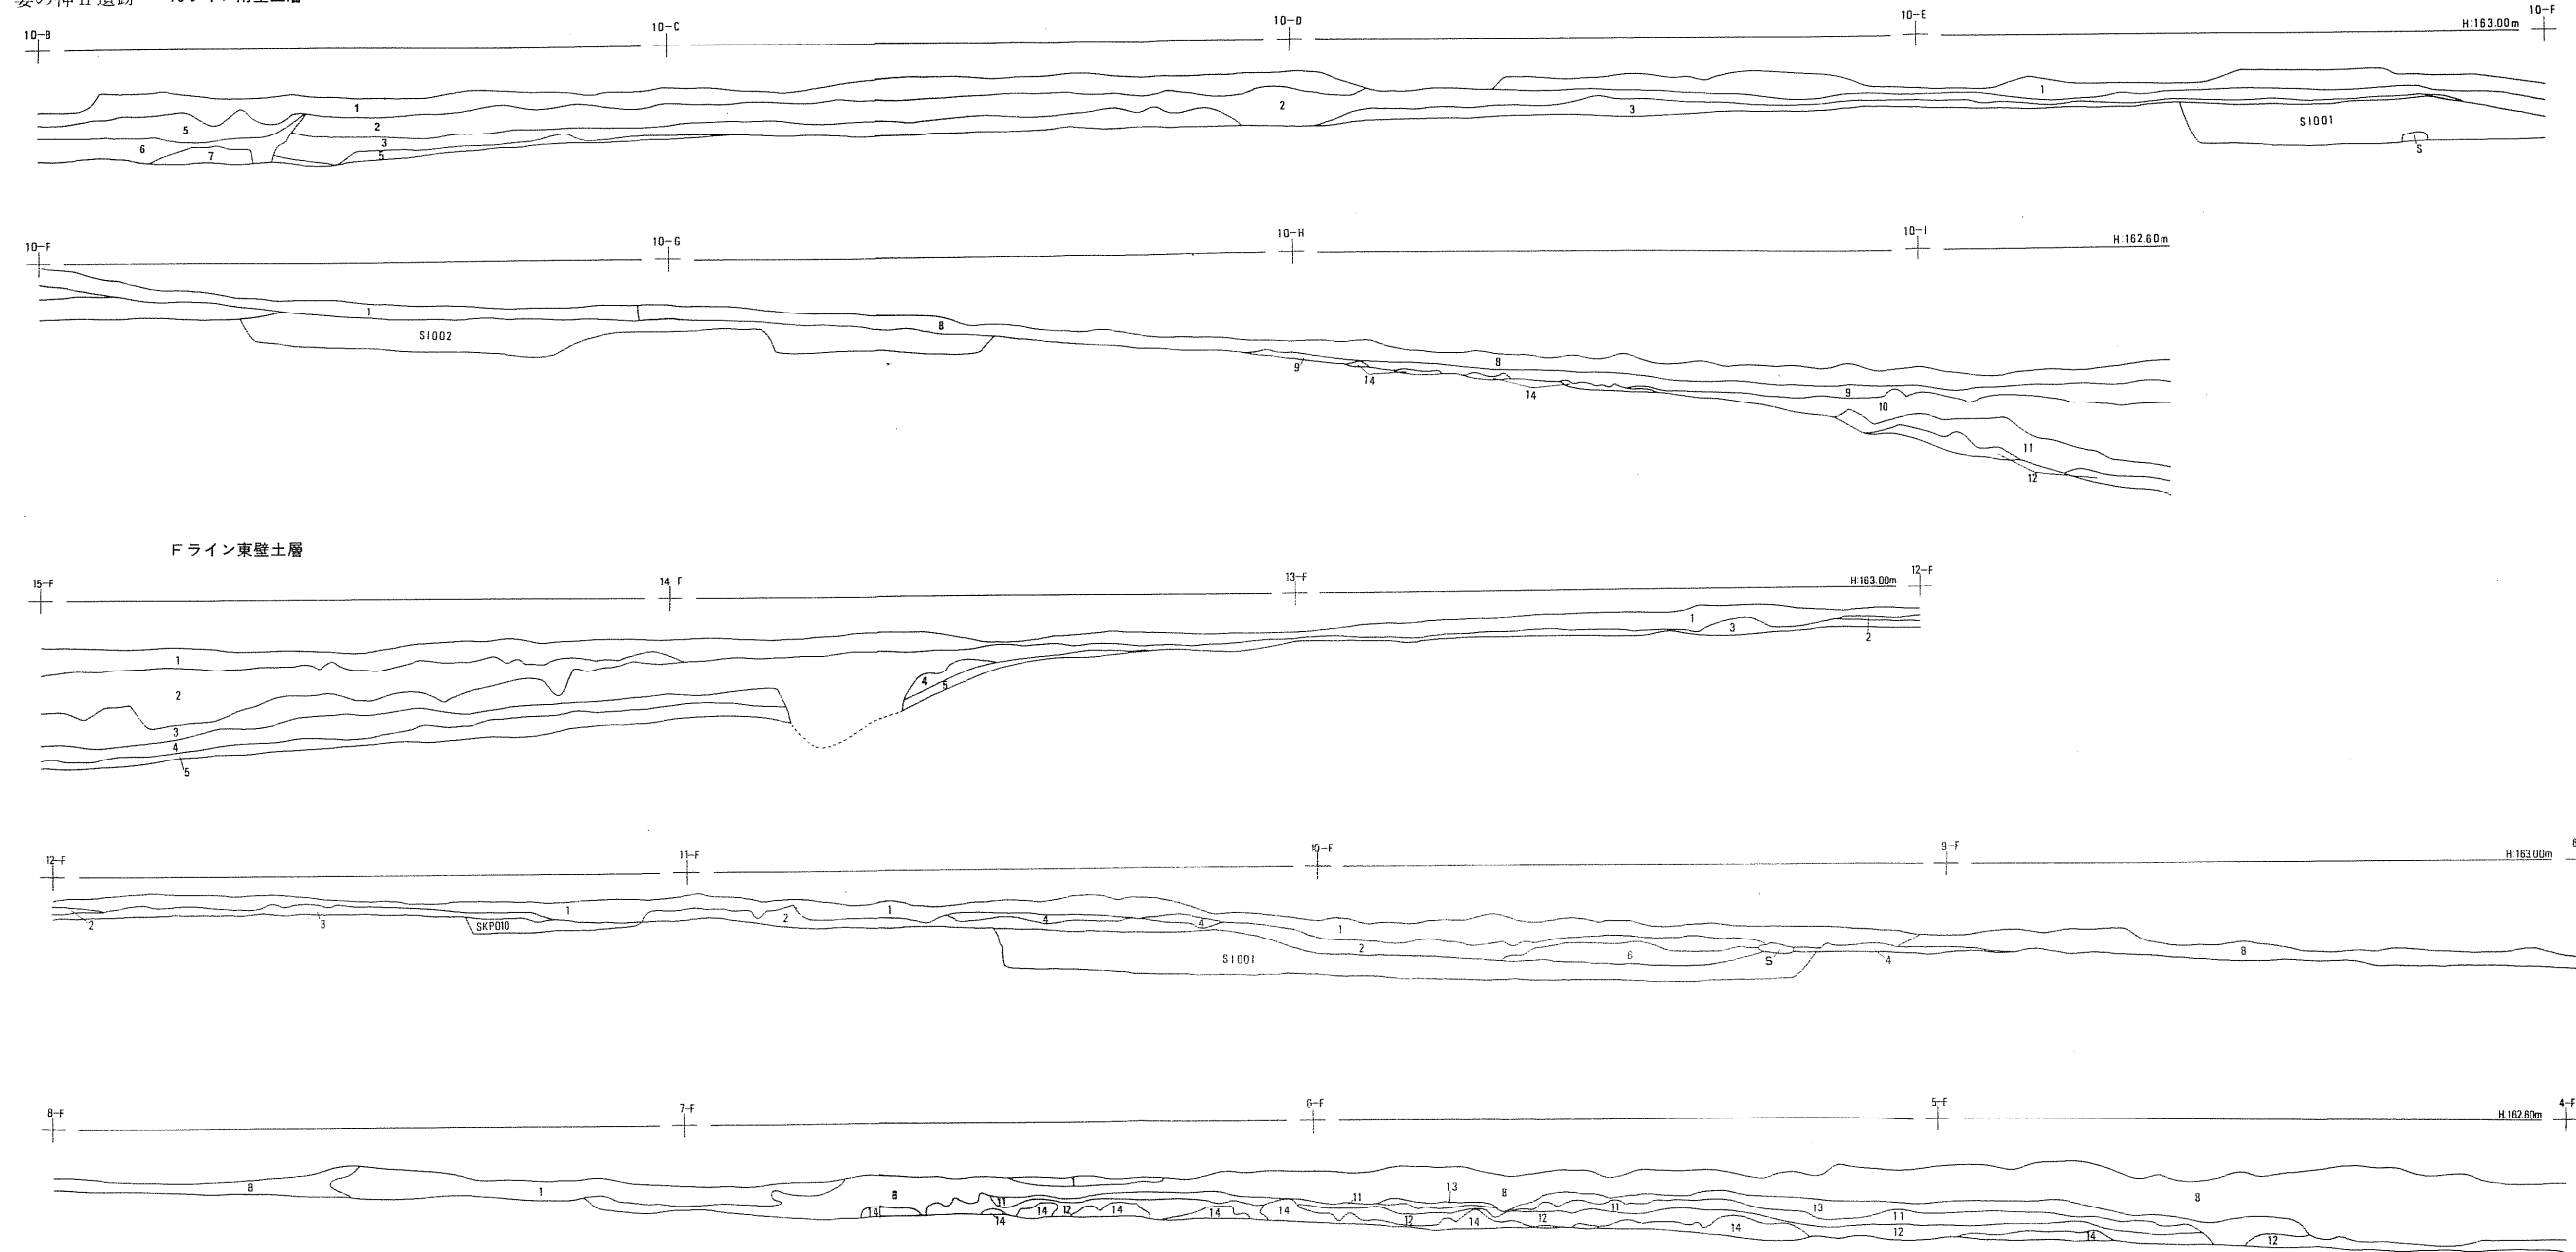 10-B 10-C 10-D 10-E 10-F
H:163.00m
1 2 3 5 6 7 5 2 3 1 SI001 S
10-F 10-G 10-H 10-I
H:162.60m
1 SI002 8 9 14 14 8 9 10 11 12
Fライン東壁土層
15-F 14-F 13-F 12-F
H:163.00m
1 2 3 4 5 4 5 1 3 2
12-F 11-F 10-F 9-F
H:163.00m
2 3 SKP010 1 2 1 4 4 SI001 1 2 6 S 4 8
8-F 7-F 6-F 5-F 4-F
H:162.60m
8 1 8 14 11 14 14 12 14 1 14 14 11 12 13 14 8 12 11 14 13 11 12 14 8 12